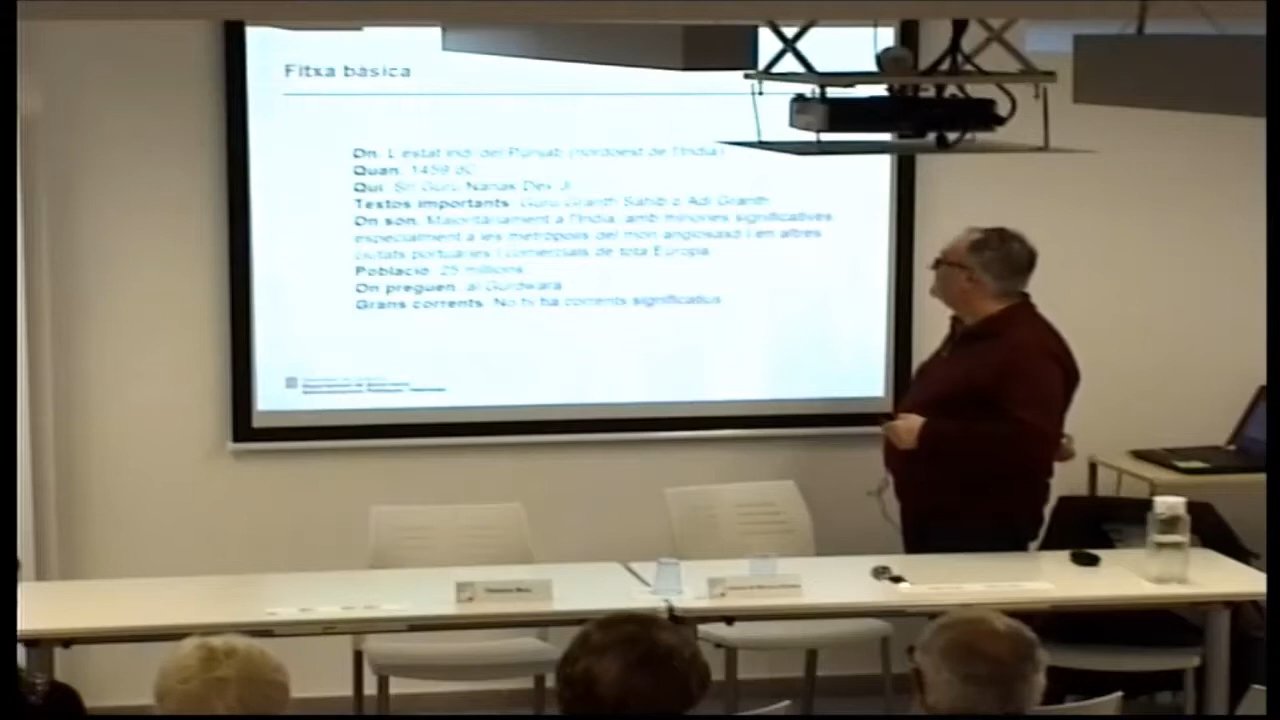 Fitxa bàsica
On. L'estat indi del Punjab (nordoest de l'Índia)
Quan. 1459 dC
Qui. Sri Guru Nanak Dev Ji
Textos importants. Guru Granth Sahib o Adi Granth
On són. Majoritàriament a l'Índia, amb minories significatives
especialment a les metròpolis del món anglosaxó i en altres
ciutats portuàries i comercials de tota Europa
Població. 25 milions
On preguen. al Gurdwara
Grans corrents. No hi ha corrents significatius